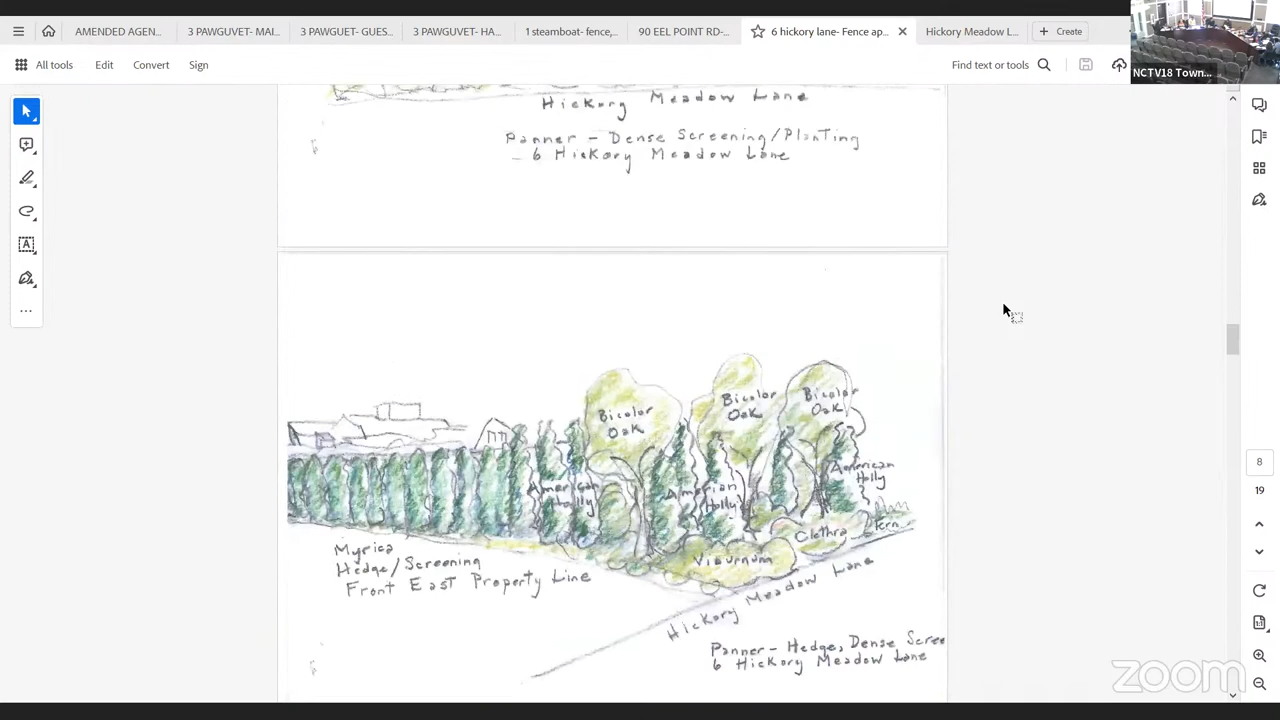 AMENDED AGEN...
3 PAWGUVET- MAI...
3 PAWGUET- GUES...
3 PAWGUVET- HA...
1 steamboat- fence,...
90 EEL POINT RD-...
6 hickory lane- Fence ap...
Hickory Meadow L...
Create
NCTV18 Town...
All tools
Edit
Convert
Sign
Find text or tools
Hickory Meadow Lane
Panner - Dense Screening/Planting
- 6 Hickory Meadow Lane
Bicolor
Oak
Bicolor
Oak
Bicolor
Oak
American
Holly
American
Holly
American
Holly
Fern
Clethra
Viburnum
Myrica
Hedge/Screening
Front East Property Line
Hickory Meadow Lane
Panner - Hedge, Dense Scree
6 Hickory Meadow Lane
8
19
zoom